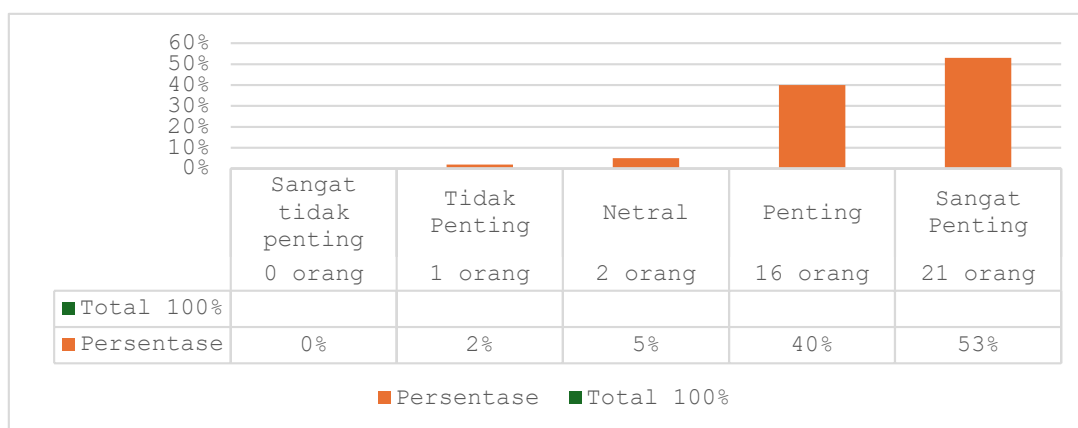 60%
50%
40%
30%
20%
10%
0%
Sangat tidak penting
Tidak Penting
Netral
Penting
Sangat Penting
0 orang
1 orang
2 orang
16 orang
21 orang
Total 100%
Persentase
0%
2%
5%
40%
53%
Persentase
Total 100%